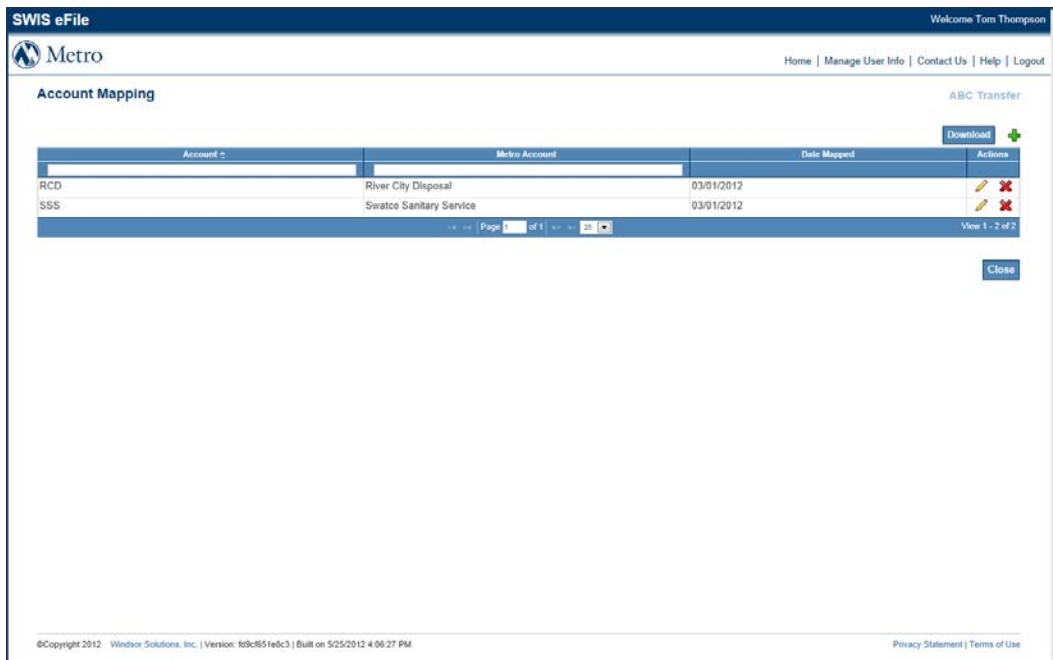 SWIS eFile
Welcome Tom Thompson
Metro
Home | Manage User Info | Contact Us | Help | Logout
Account Mapping
ABC Transfer
Download
Account Metro Account Date Mapped Actions
RCD River City Disposal 03/01/2012
SSS Swatco Sanitary Service 03/01/2012
Page 1 of 1 25 View 1 - 2 of 2
Close
©Copyright 2012 Windsor Solutions, Inc. | Version: fd9cf651e8c3 | Built on 5/25/2012 4:06:27 PM
Privacy Statement | Terms of Use